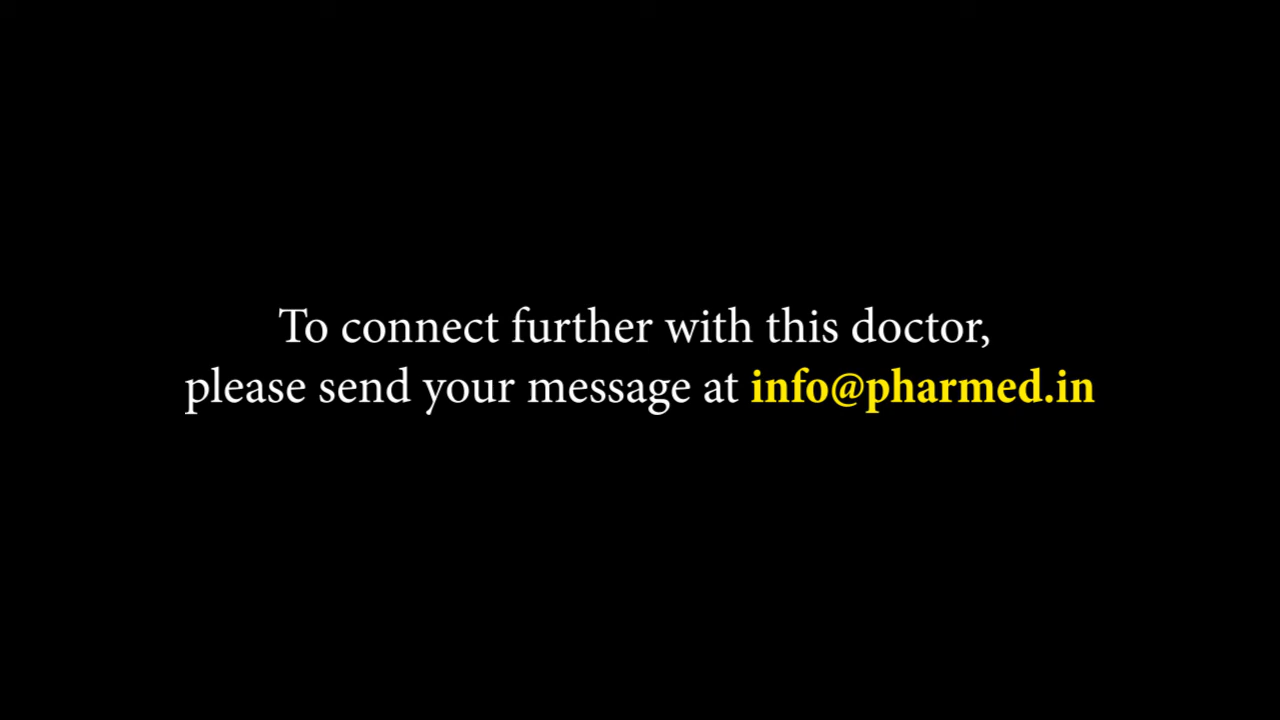 To connect further with this doctor,
please send your message at info@pharmed.in